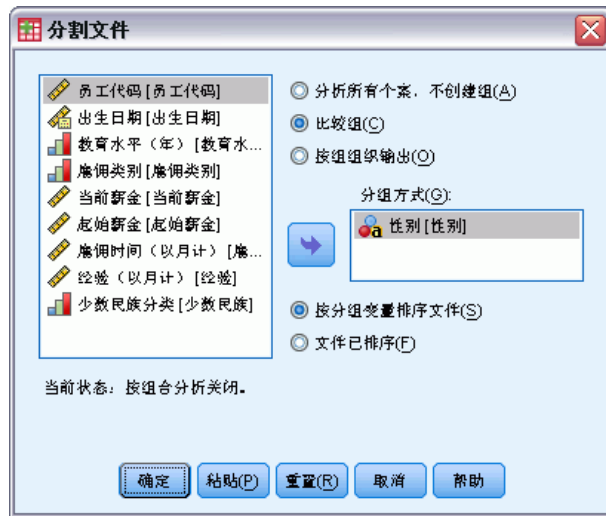 分割文件
员工代码 [员工代码]
出生日期 [出生日期]
教育水平（年）[教育水...
雇佣类别 [雇佣类别]
当前薪金 [当前薪金]
起始薪金 [起始薪金]
雇佣时间（以月计）[雇...
经验（以月计）[经验]
少数民族分类 [少数民族]
分析所有个案，不创建组(A)
比较组(C)
按组组织输出(O)
分组方式(G):
性别 [性别]
按分组变量排序文件(S)
文件已排序(F)
当前状态：按组合分析关闭。
确定 粘贴(P) 重置(R) 取消 帮助